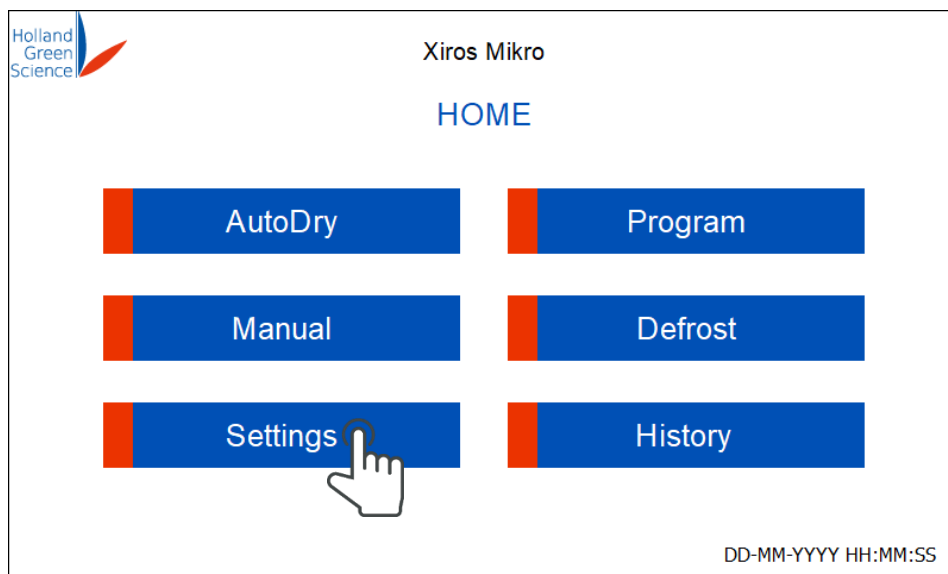 Holland
Green
Science
Xiros Mikro
HOME
AutoDry
Program
Manual
Defrost
Settings
History
DD-MM-YYYY HH:MM:SS